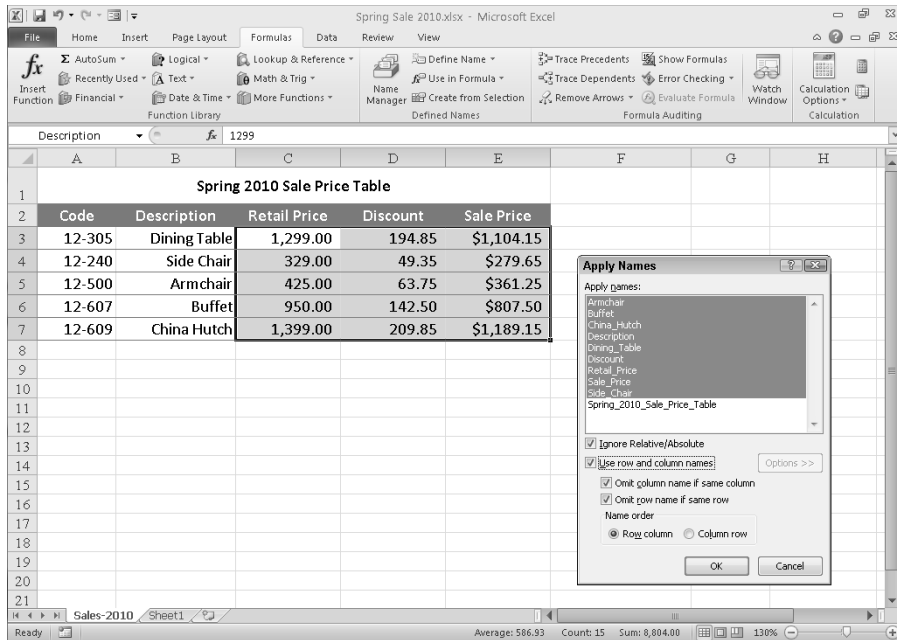 Spring Sale 2010.xlsx - Microsoft Excel
File Home Insert Page Layout Formulas Data Review View
Σ AutoSum Logical Lookup & Reference Define Name Trace Precedents Show Formulas
Recently Used Text Math & Trig Use in Formula Trace Dependents Error Checking
Financial Date & Time More Functions Create from Selection Remove Arrows Evaluate Formula
Insert Function Name Manager Watch Window Calculation Options
Function Library Defined Names Formula Auditing Calculation
Description fx 1299
A B C D E F G H
1 Spring 2010 Sale Price Table
2 Code Description Retail Price Discount Sale Price
3 12-305 Dining Table 1,299.00 194.85 $1,104.15
4 12-240 Side Chair 329.00 49.35 $279.65
5 12-500 Armchair 425.00 63.75 $361.25
6 12-607 Buffet 950.00 142.50 $807.50
7 12-609 China Hutch 1,399.00 209.85 $1,189.15
8
9
10
11
12
13
14
15
16
17
18
19
20
21
Apply Names
Apply names:
Armchair
Buffet
China_Hutch
Description
Dining_Table
Discount
Retail_Price
Sale_Price
Side_Chair
Spring_2010_Sale_Price_Table
Ignore Relative/Absolute
Use row and column names Options >>
Omit column name if same column
Omit row name if same row
Name order
Row column Column row
OK Cancel
Sales-2010 Sheet1
Ready Average: 586.93 Count: 15 Sum: 8,804.00 130%